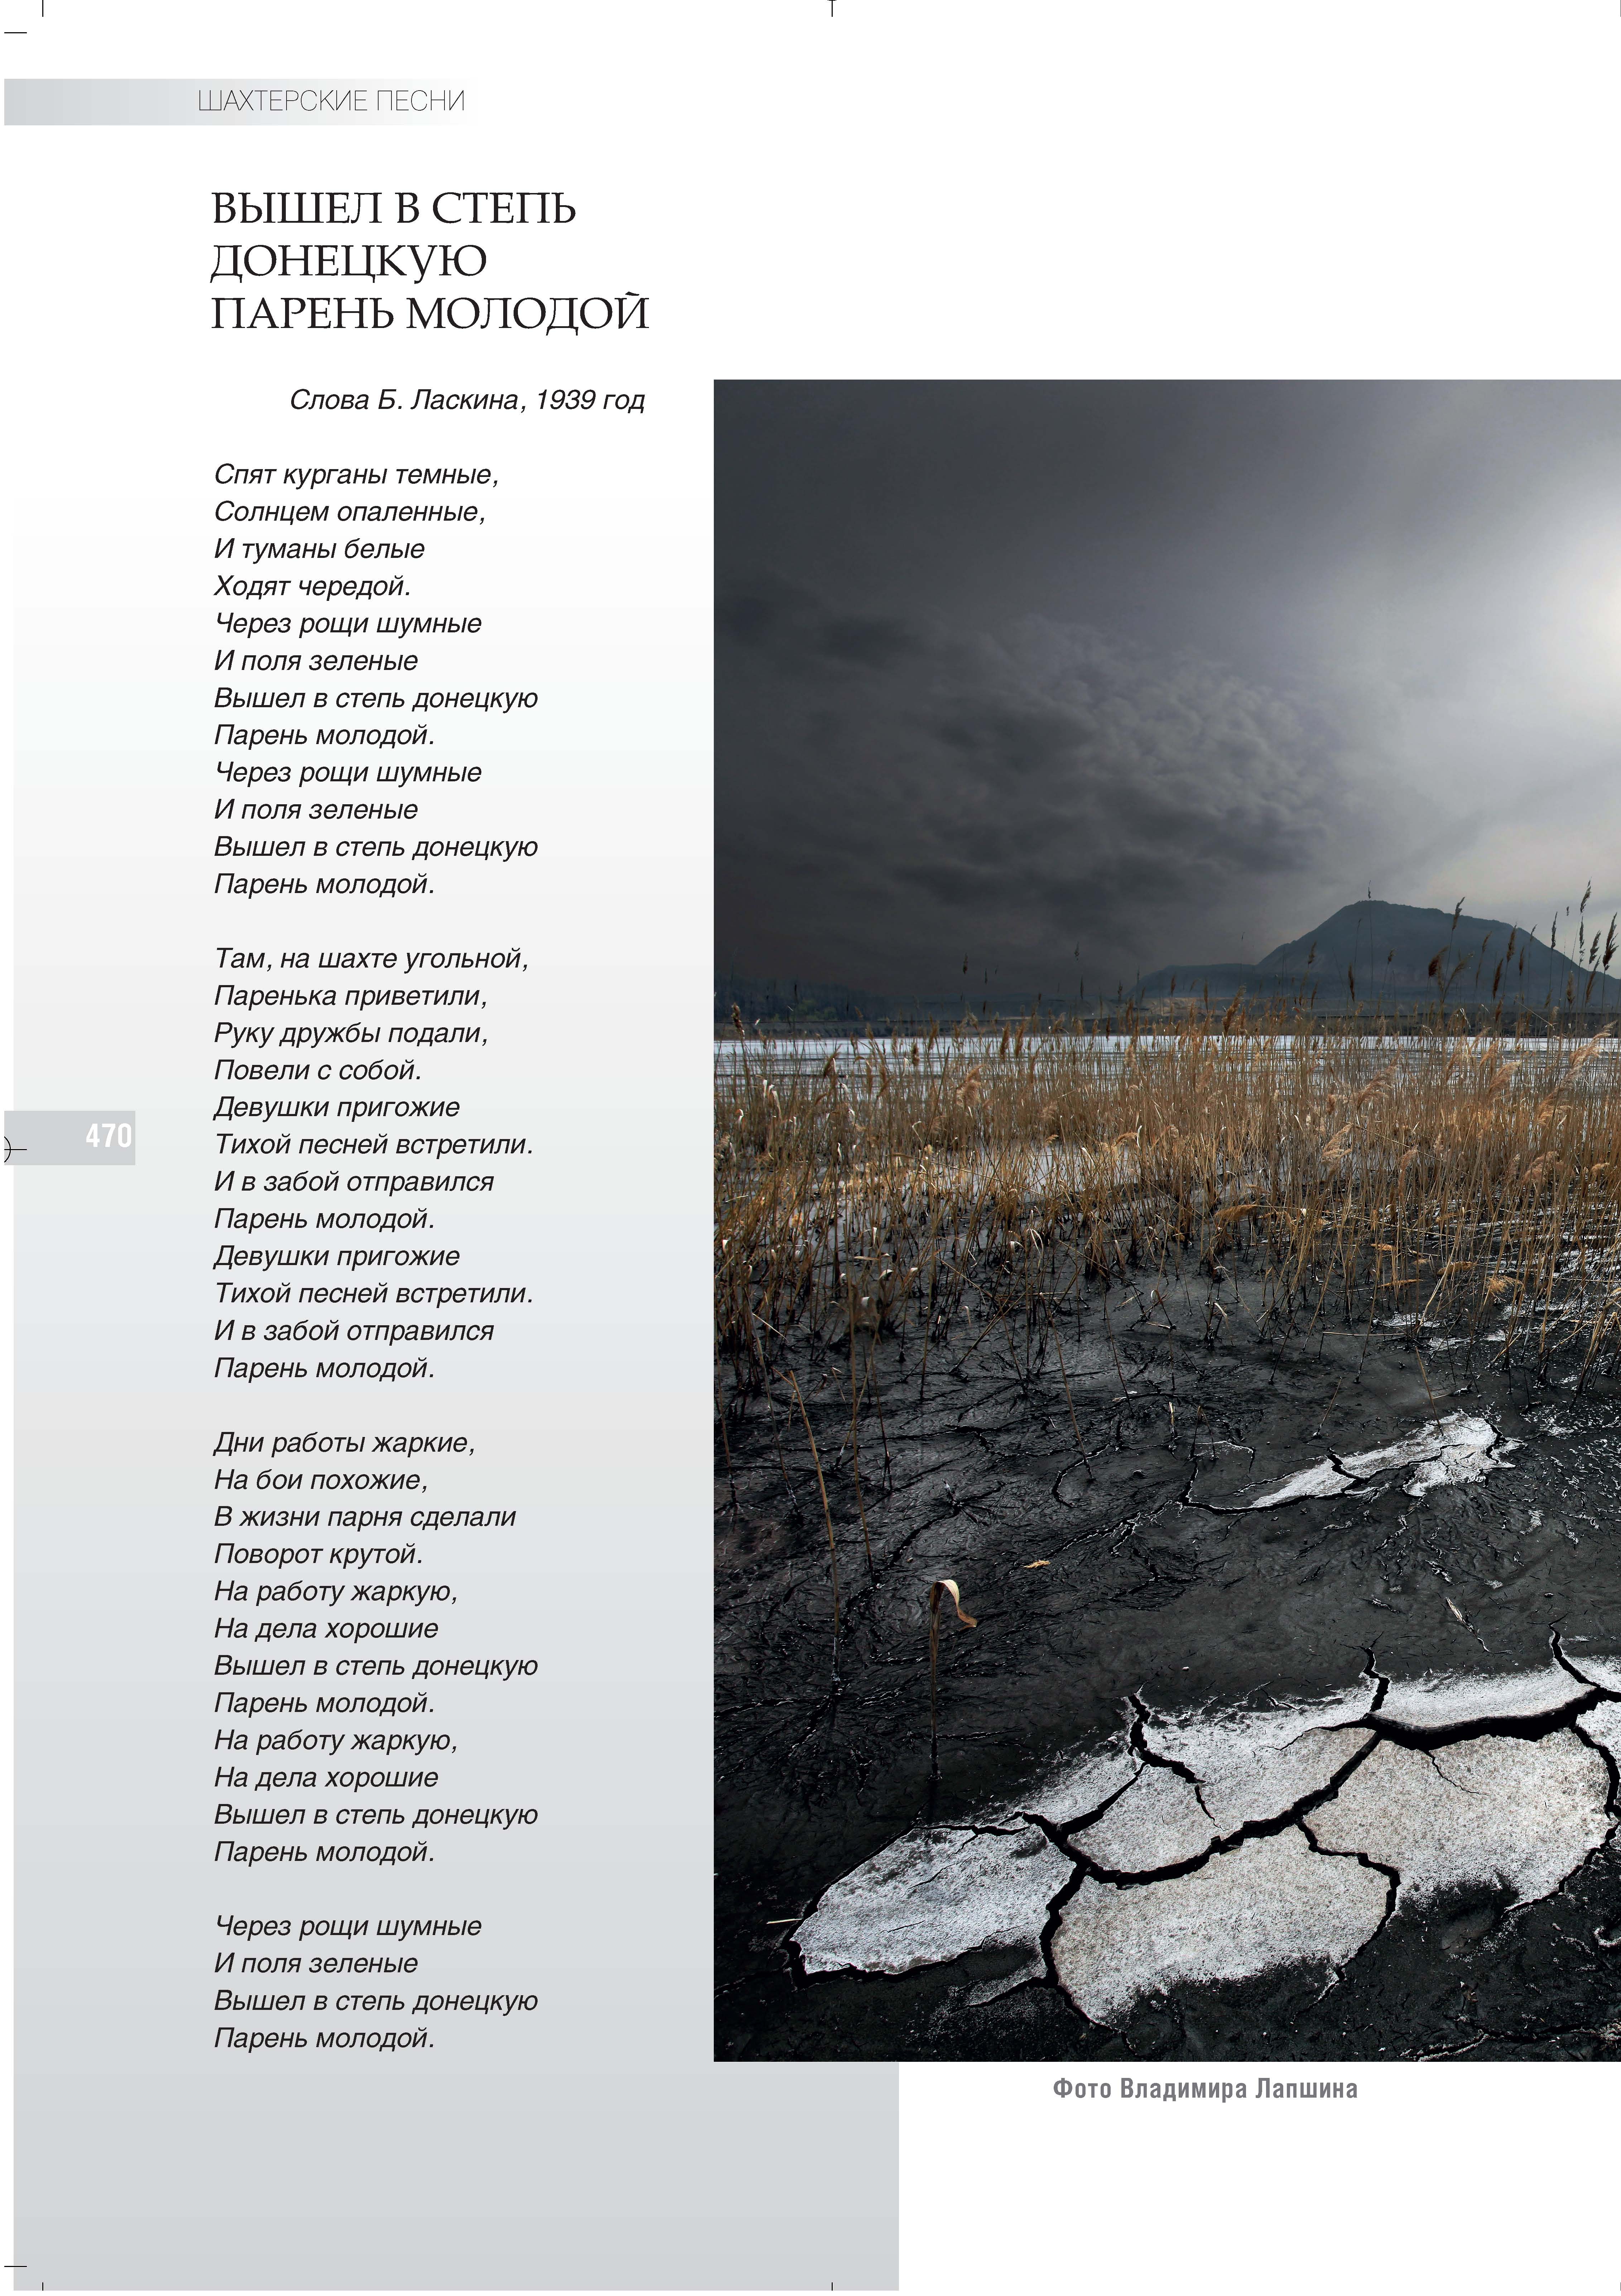 ШАХТЕРСКИЕ ПЕСНИ
ВЫШЕЛ В СТЕПЬ
ДОНЕЦКУЮ
ПАРЕНЬ МОЛОДОЙ
Слова Б. Ласкина, 1939 год
Спят курганы темные,
Солнцем опаленные,
И туманы белые
Ходят чередой.
Через рощи шумные
И поля зеленые
Вышел в степь донецкую
Парень молодой.
Через рощи шумные
И поля зеленые
Вышел в степь донецкую
Парень молодой.
Там, на шахте угольной,
Паренька приветили,
Руку дружбы подали,
Повели с собой.
Девушки пригожие
Тихой песней встретили.
И в забой отправился
Парень молодой.
Девушки пригожие
Тихой песней встретили.
И в забой отправился
Парень молодой.
Дни работы жаркие,
На бои похожие,
В жизни парня сделали
Поворот крутой.
На работу жаркую,
На дела хорошие
Вышел в степь донецкую
Парень молодой.
На работу жаркую,
На дела хорошие
Вышел в степь донецкую
Парень молодой.
Через рощи шумные
И поля зеленые
Вышел в степь донецкую
Парень молодой.
470
Фото Владимира Лапшина